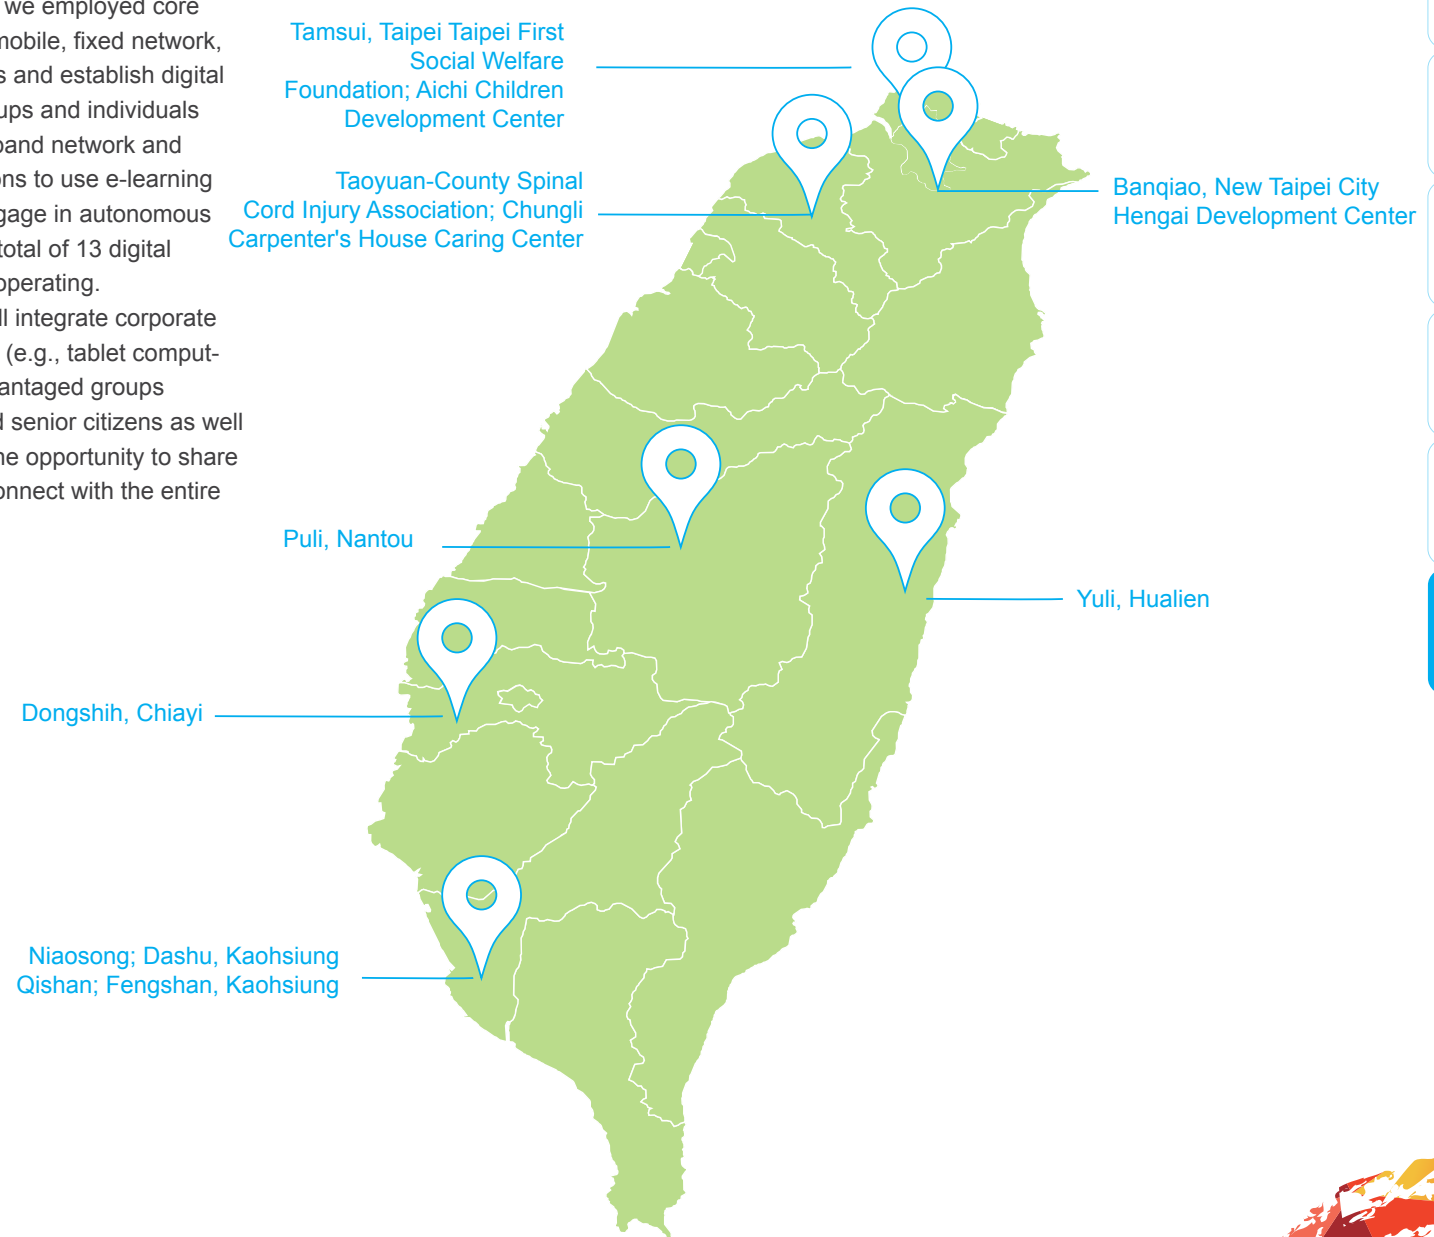 we employed core
mobile, fixed network,
s and establish digital
ups and individuals
band network and
ons to use e-learning
gage in autonomous
total of 13 digital
operating.
ll integrate corporate
(e.g., tablet comput-
vantaged groups
d senior citizens as well
he opportunity to share
onnect with the entire
Tamsui, Taipei Taipei First
Social Welfare
Foundation; Aichi Children
Development Center
Taoyuan-County Spinal
Cord Injury Association; Chungli
Carpenter's House Caring Center
Banqiao, New Taipei City
Hengai Development Center
Puli, Nantou
Yuli, Hualien
Dongshih, Chiayi
Niaosong; Dashu, Kaohsiung
Qishan; Fengshan, Kaohsiung